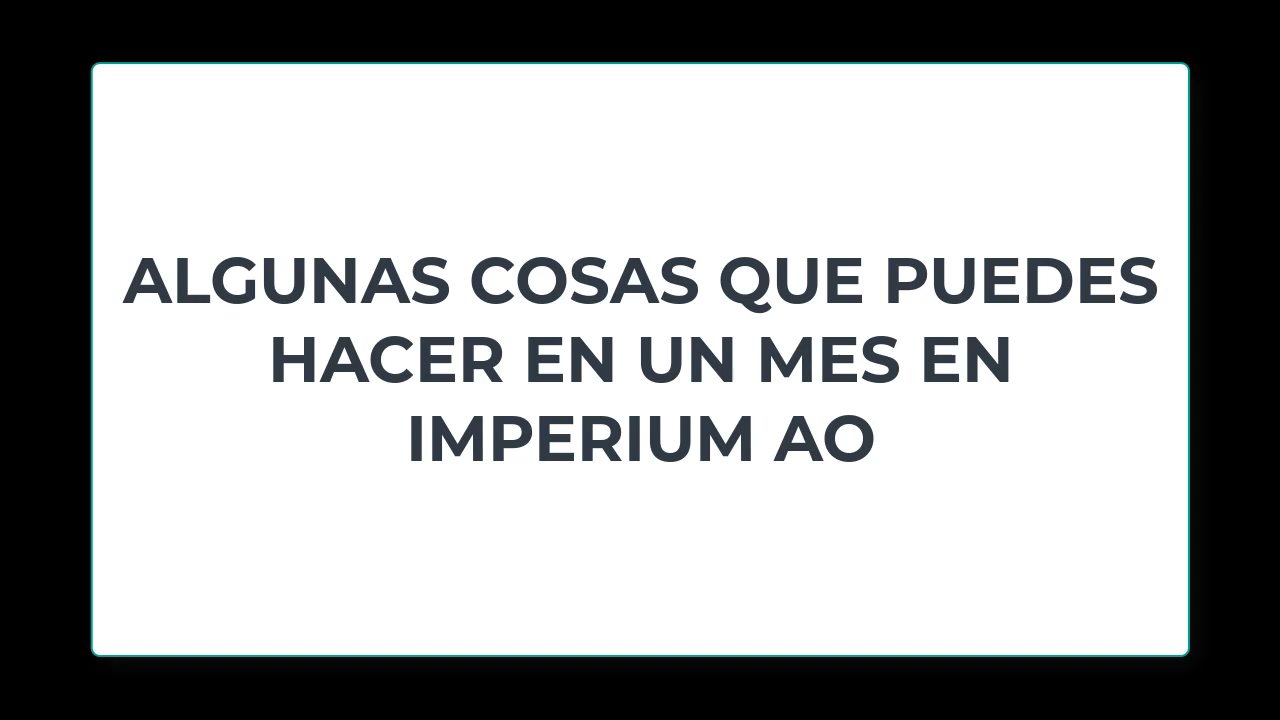 ALGUNAS COSAS QUE PUEDES
HACER EN UN MES EN
IMPERIUM AO